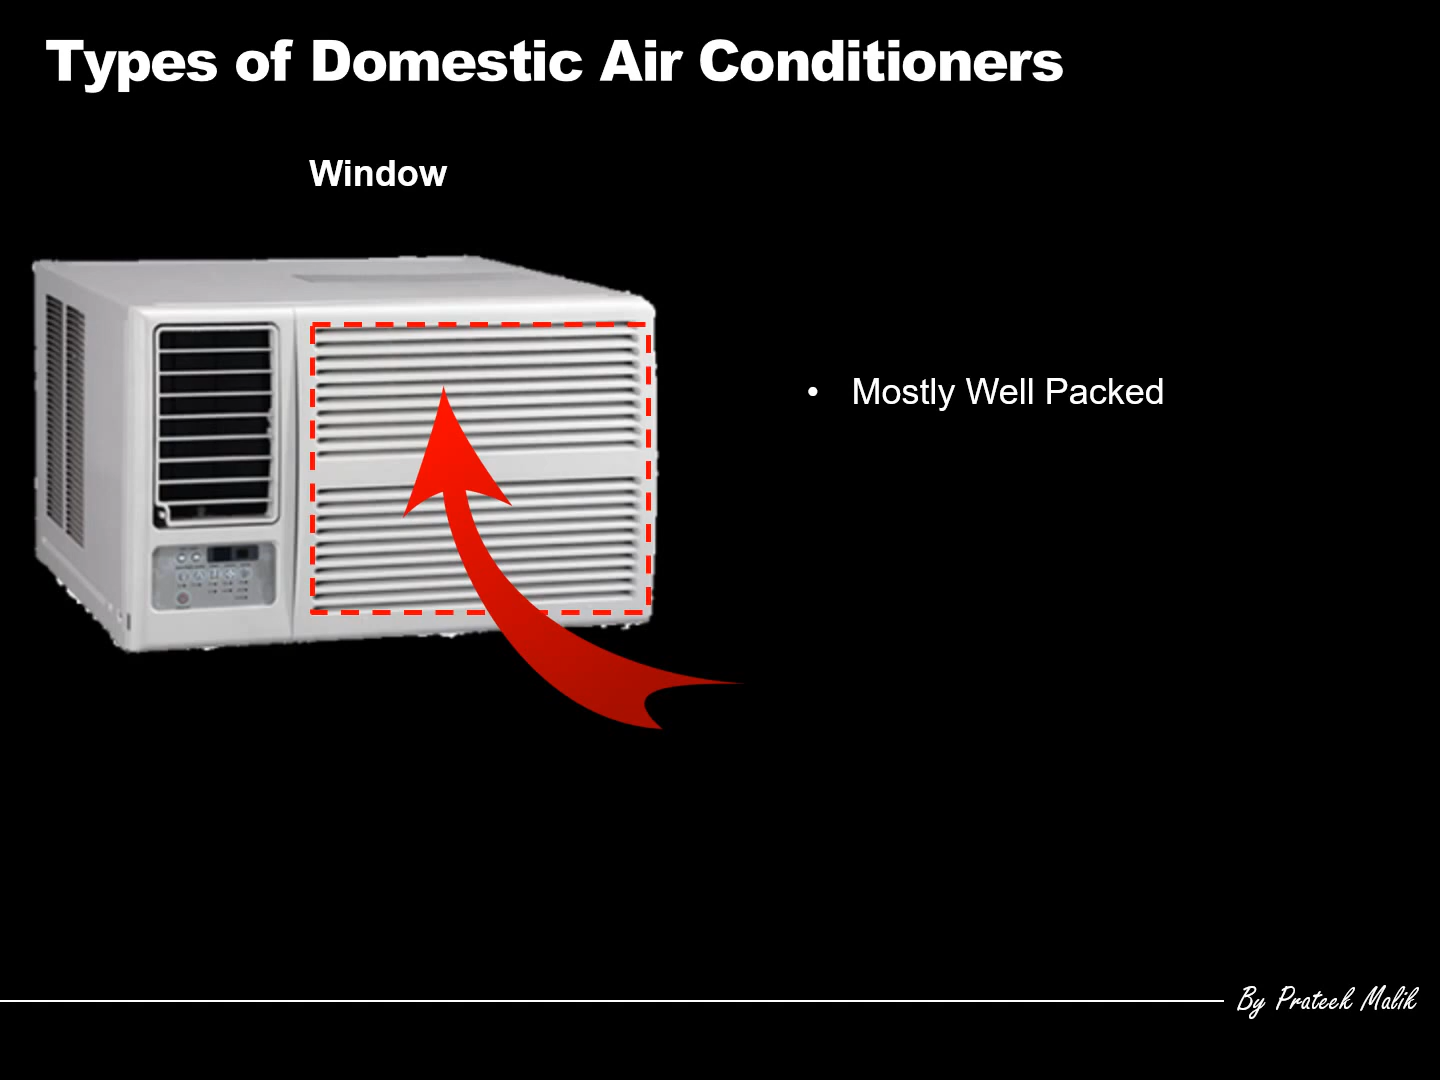 Types of Domestic Air Conditioners
Window
• Mostly Well Packed
By Prateek Malik